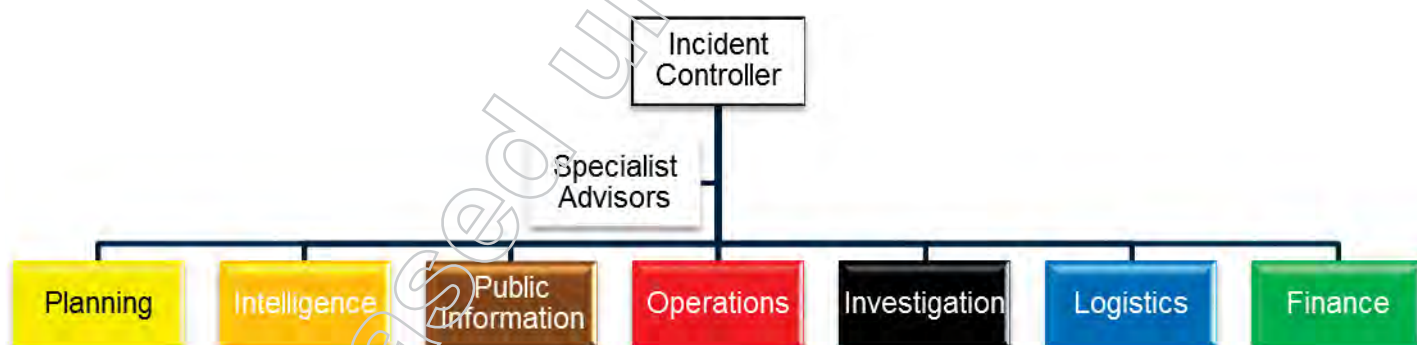 Incident
Controller
Specialist
Advisors
Planning
Intelligence
Public
Information
Operations
Investigation
Logistics
Finance